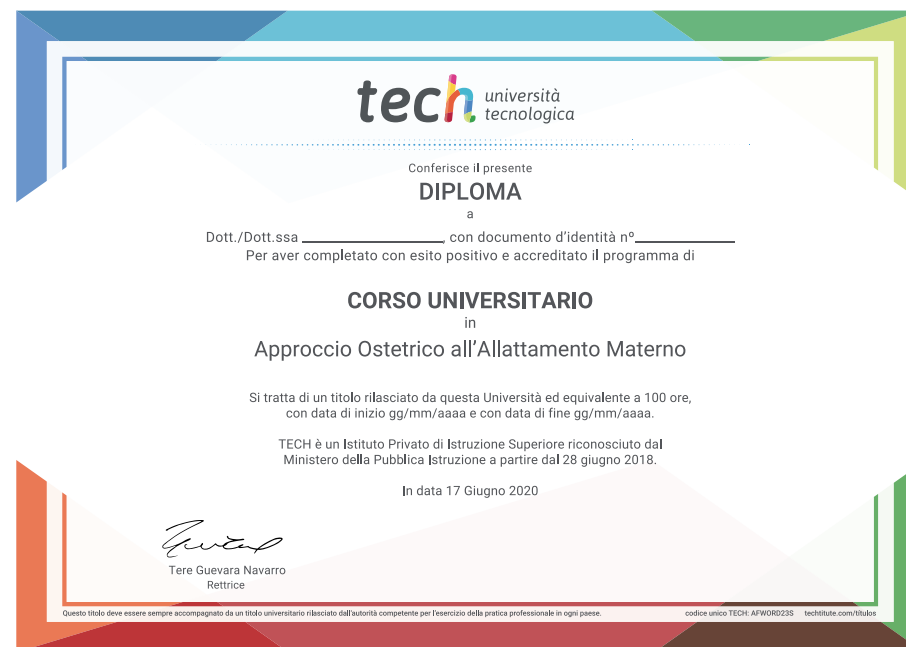 tech università
tecnologica
Conferisce il presente
DIPLOMA
a
Dott./Dott.ssa ____________________, con documento d'identità nº______________
Per aver completato con esito positivo e accreditato il programma di
CORSO UNIVERSITARIO
in
Approccio Ostetrico all'Allattamento Materno
Si tratta di un titolo rilasciato da questa Università ed equivalente a 100 ore,
con data di inizio gg/mm/aaaa e con data di fine gg/mm/aaaa.
TECH è un Istituto Privato di Istruzione Superiore riconosciuto dal
Ministero della Pubblica Istruzione a partire dal 28 giugno 2018.
In data 17 Giugno 2020
Tere Guevara Navarro
Rettrice
Questo titolo deve essere sempre accompagnato da un titolo universitario rilasciato dall'autorità competente per l'esercizio della pratica professionale in ogni paese. codice unico TECH: AFWORD23S techtitute.com/títulos